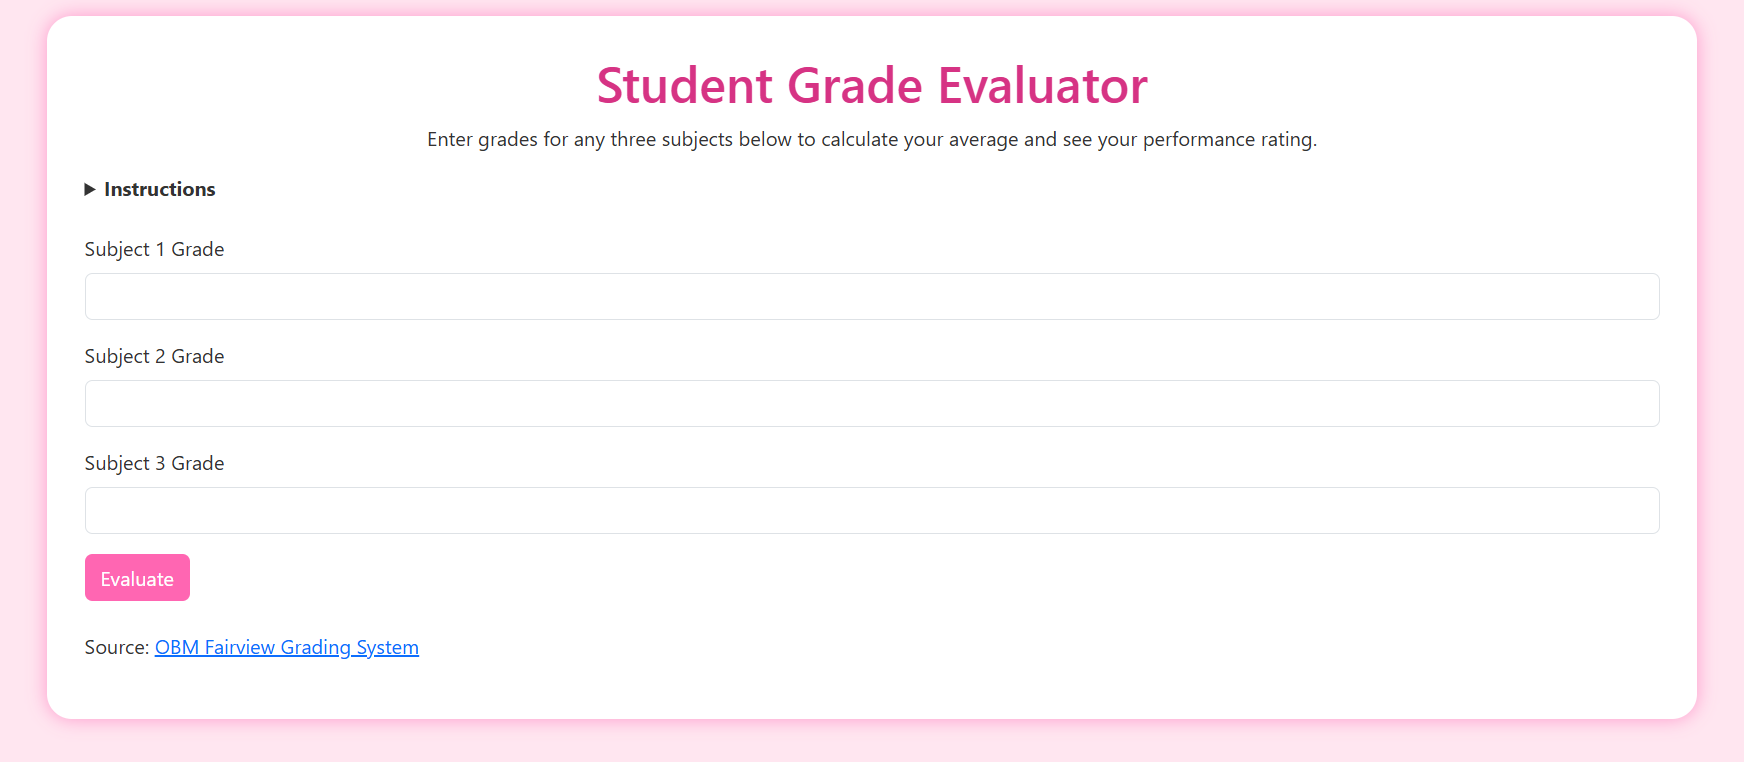 Student Grade Evaluator
Enter grades for any three subjects below to calculate your average and see your performance rating.
Instructions
Subject 1 Grade
Subject 2 Grade
Subject 3 Grade
Evaluate
Source: OBM Fairview Grading System